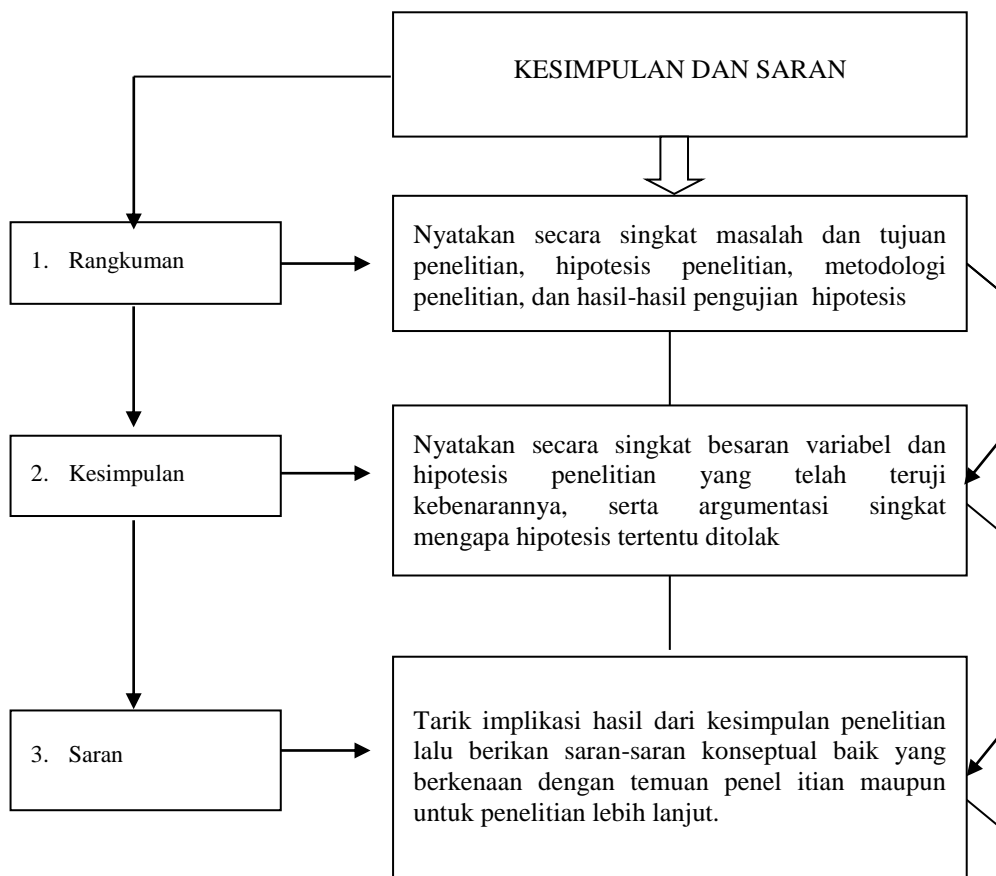 KESIMPULAN DAN SARAN
1. Rangkuman
Nyatakan secara singkat masalah dan tujuan
penelitian, hipotesis penelitian, metodologi
penelitian, dan hasil-hasil pengujian hipotesis
2. Kesimpulan
Nyatakan secara singkat besaran variabel dan
hipotesis penelitian yang telah teruji
kebenarannya, serta argumentasi singkat
mengapa hipotesis tertentu ditolak
3. Saran
Tarik implikasi hasil dari kesimpulan penelitian
lalu berikan saran-saran konseptual baik yang
berkenaan dengan temuan penel itian maupun
untuk penelitian lebih lanjut.